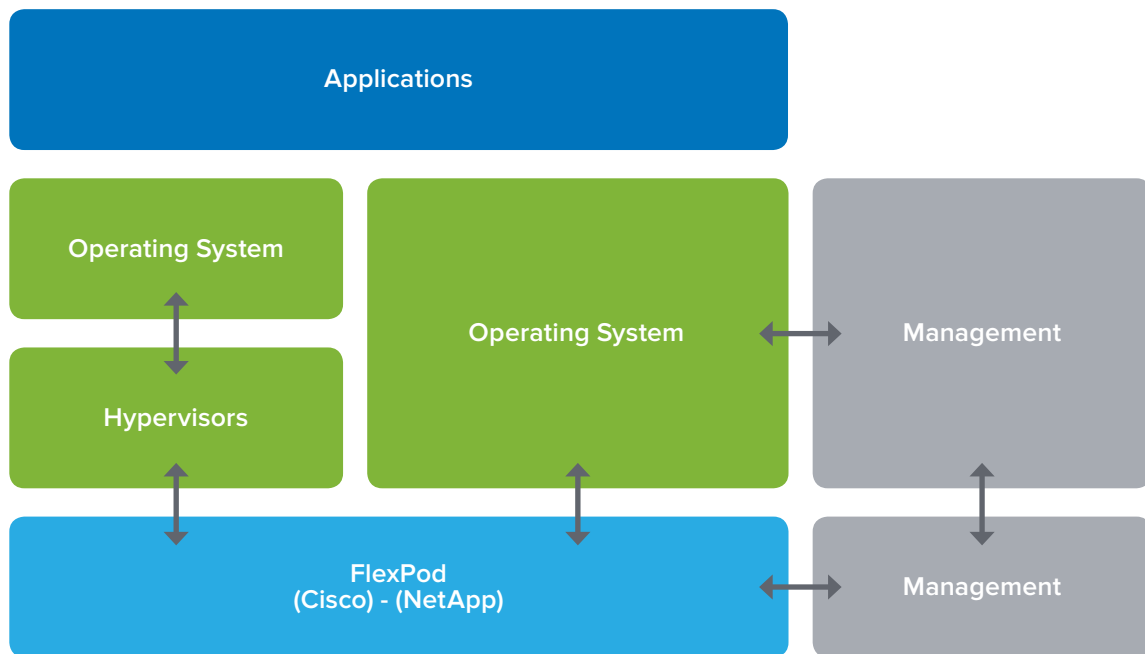 Applications
Operating System
Operating System
Management
Hypervisors
FlexPod
(Cisco) - (NetApp)
Management